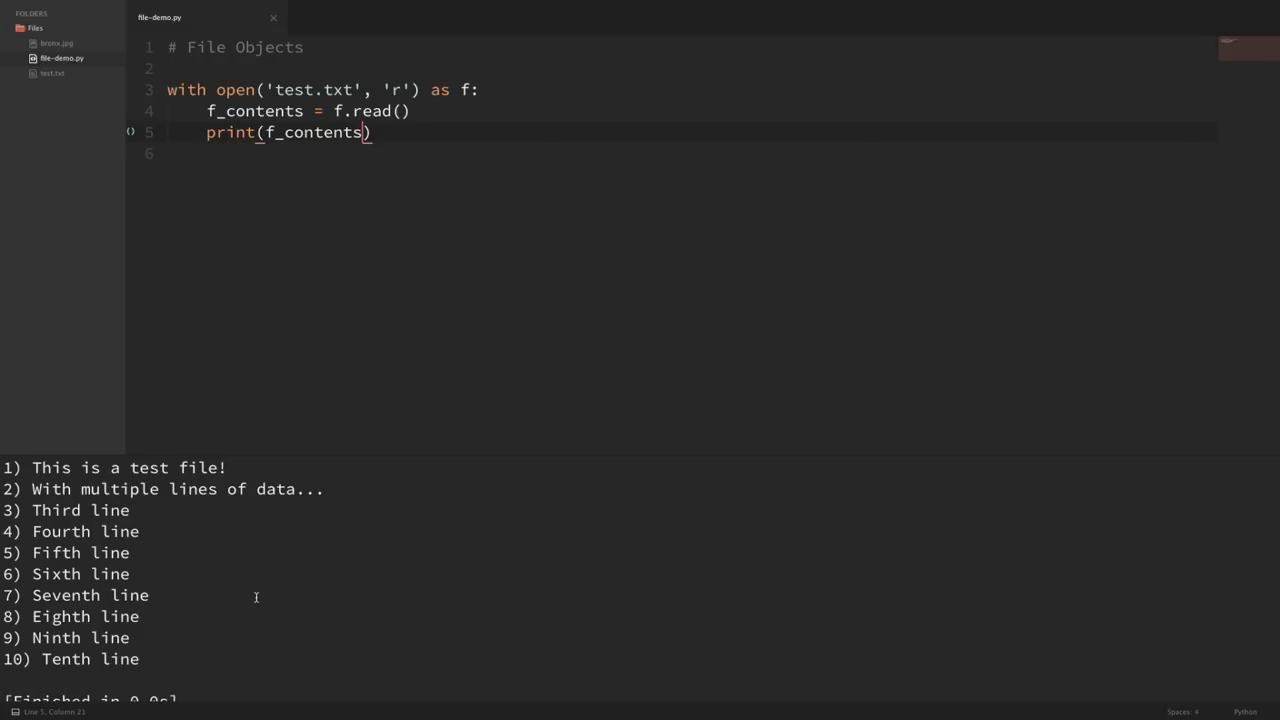 FOLDERS
Files
bronx.jpg
file-demo.py
test.txt
file-demo.py
1 # File Objects
2
3 with open('test.txt', 'r') as f:
4     f_contents = f.read()
() 5     print(f_contents)
6
1) This is a test file!
2) With multiple lines of data...
3) Third line
4) Fourth line
5) Fifth line
6) Sixth line
7) Seventh line
8) Eighth line
9) Ninth line
10) Tenth line
[Finished in 0.0s]
Line 5, Column 21
Spaces: 4
Python